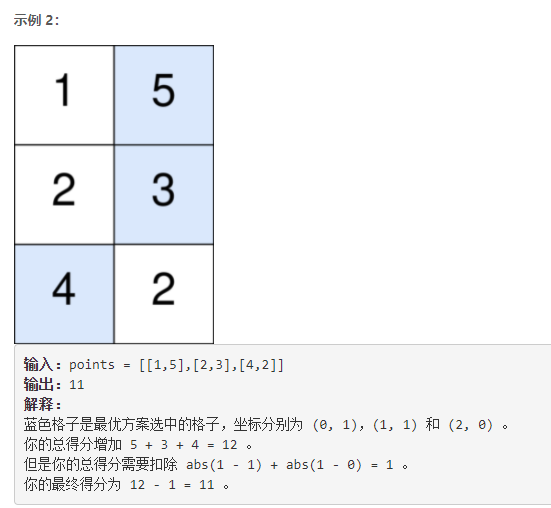 示例 2：
1 5
2 3
4 2
输入：points = [[1,5],[2,3],[4,2]]
输出：11
解释：
蓝色格子是最优方案选中的格子，坐标分别为 (0, 1)，(1, 1) 和 (2, 0) 。
你的总得分增加 5 + 3 + 4 = 12 。
但是你的总得分需要扣除 abs(1 - 1) + abs(1 - 0) = 1 。
你的最终得分为 12 - 1 = 11 。